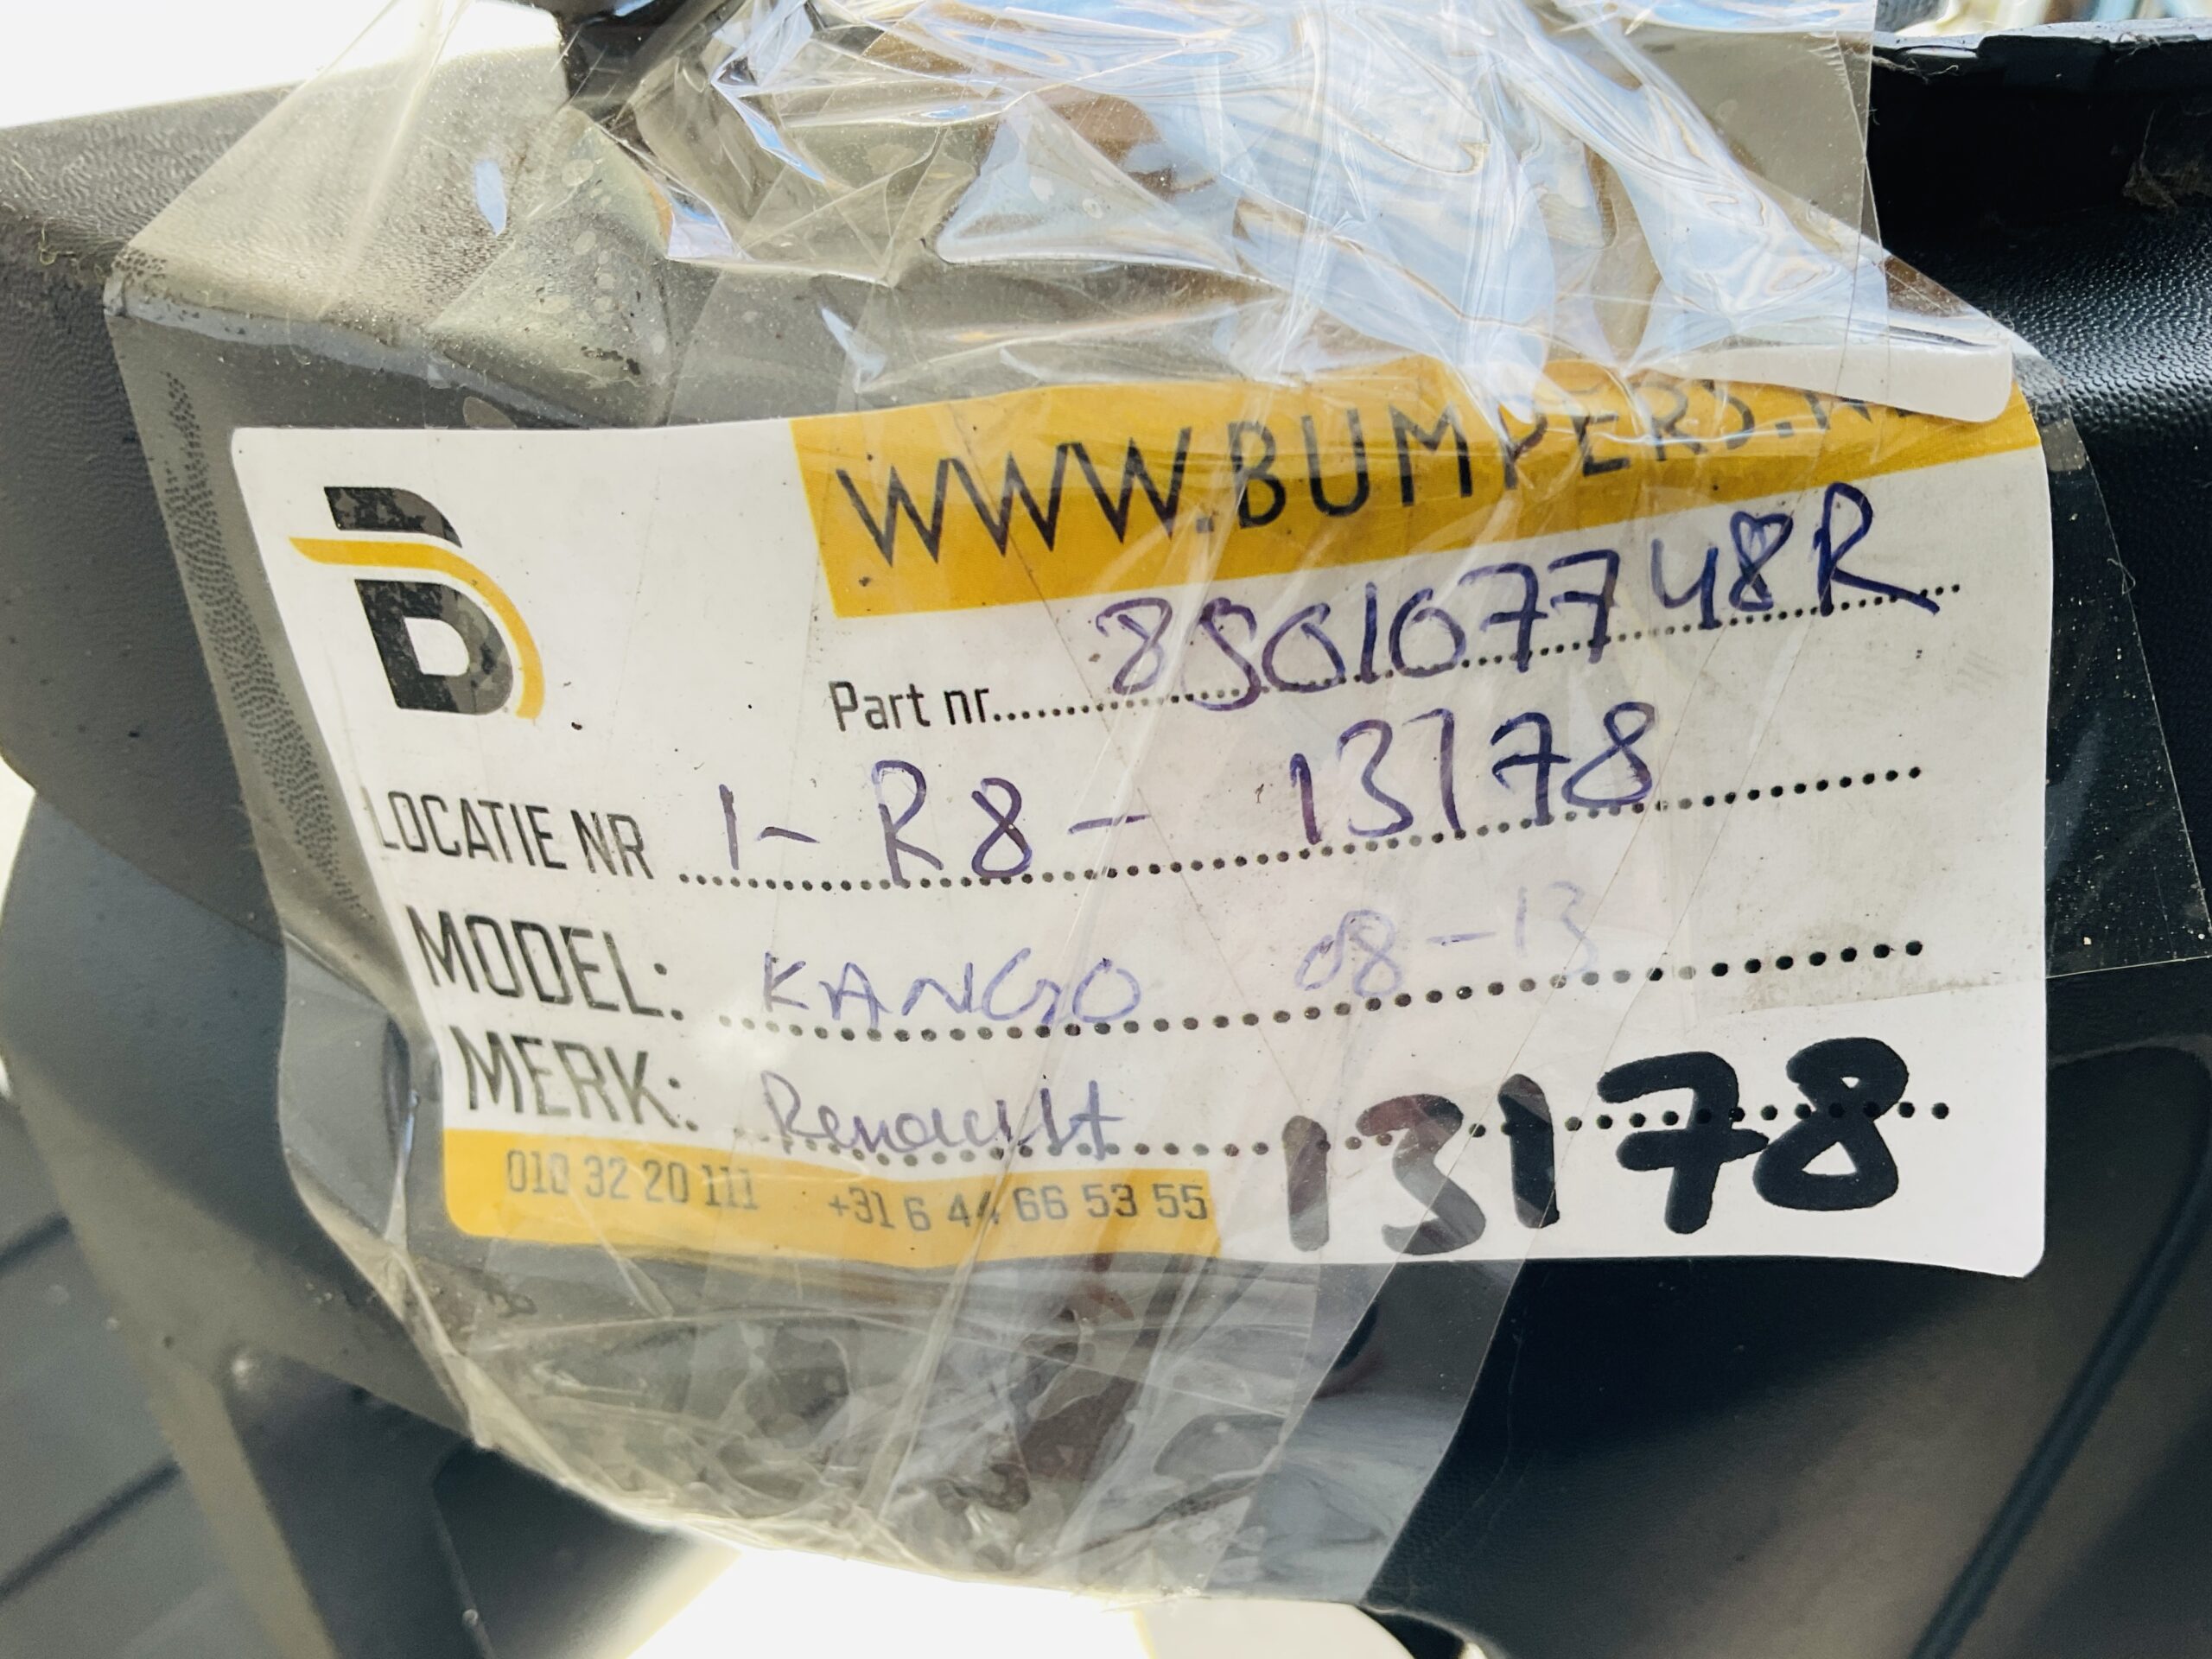 WWW.BUMPERS.
Part nr. 850107748R
LOCATIE NR 1-R8- 13178
MODEL: KANGO 08-13
MERK: Renault 13178
010 32 20 111 +31 6 44 66 53 55